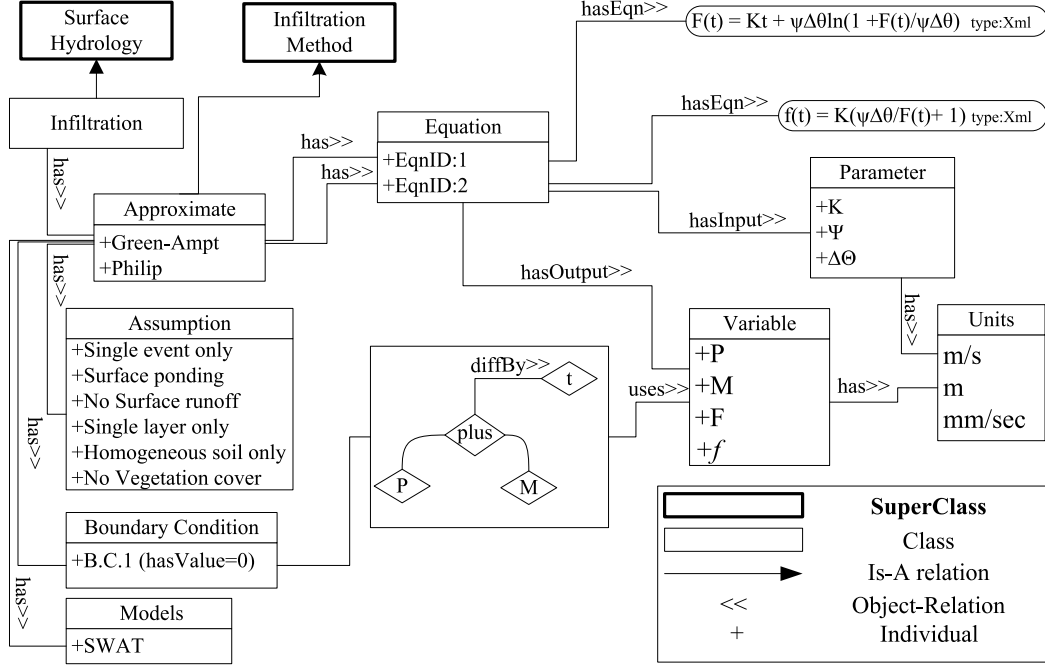 Surface
Hydrology
Infiltration
Method
hasEqn>>
F(t) = Kt + ψΔθln(1 +F(t)/ψΔθ) type:Xml
Infiltration
has>>
Equation
+EqnID:1
+EqnID:2
has>>
has>>
hasEqn>>
f(t) = K(ψΔθ/F(t)+ 1) type:Xml
Parameter
+K
+Ψ
+ΔΘ
hasInput>>
Approximate
+Green-Ampt
+Philip
has>>
hasOutput>>
has>>
Assumption
+Single event only
+Surface ponding
+No Surface runoff
+Single layer only
+Homogeneous soil only
+No Vegetation cover
has>>
diffBy>>
t
plus
P
M
uses>>
Variable
+P
+M
+F
+f
has>>
Units
m/s
m
mm/sec
Boundary Condition
+B.C.1 (hasValue=0)
has>>
Models
+SWAT
SuperClass
Class
Is-A relation
<< Object-Relation
+ Individual